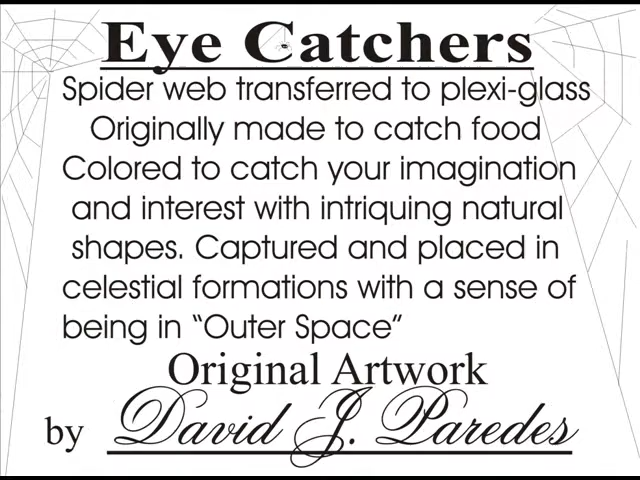 Eye Catchers
Spider web transferred to plexi-glass
Originally made to catch food
Colored to catch your imagination
and interest with intriquing natural
shapes. Captured and placed in
celestial formations with a sense of
being in “Outer Space”
Original Artwork
by David J. Paredes